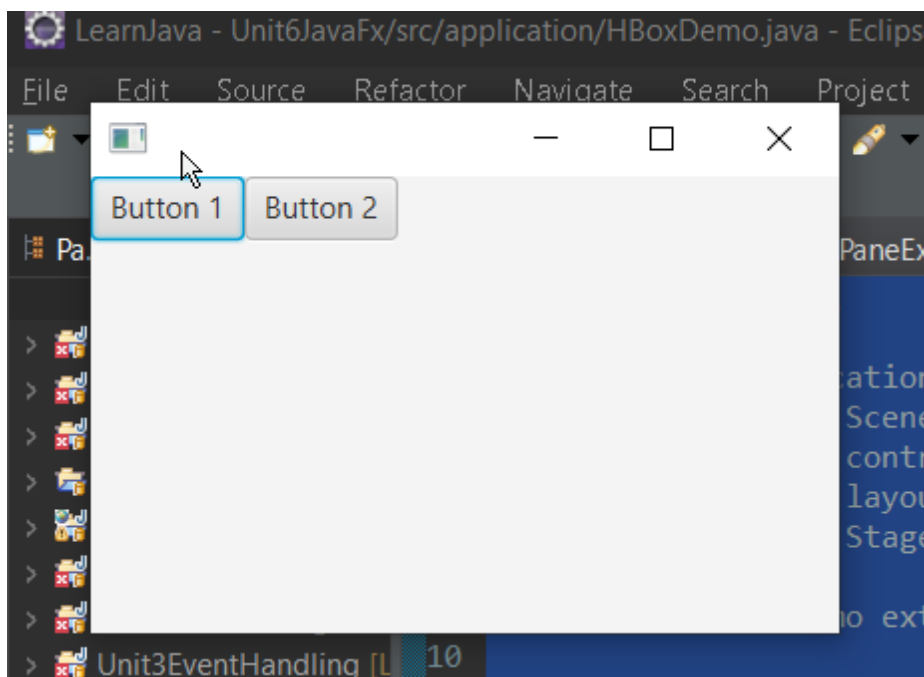 LearnJava - Unit6JavaFx/src/application/HBoxDemo.java - Eclips
File Edit Source Refactor Navigate Search Project
Button 1 Button 2
Pa. PaneEx
cation
Scene
contr
layou
Stage
no ext
10
Unit3EventHandling [L